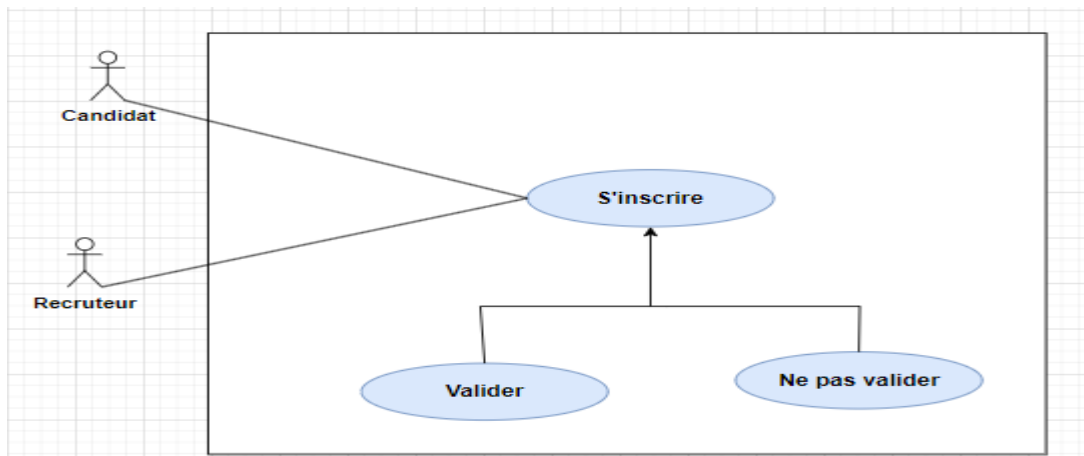 Candidat
S'inscrire
Recruteur
Valider
Ne pas valider